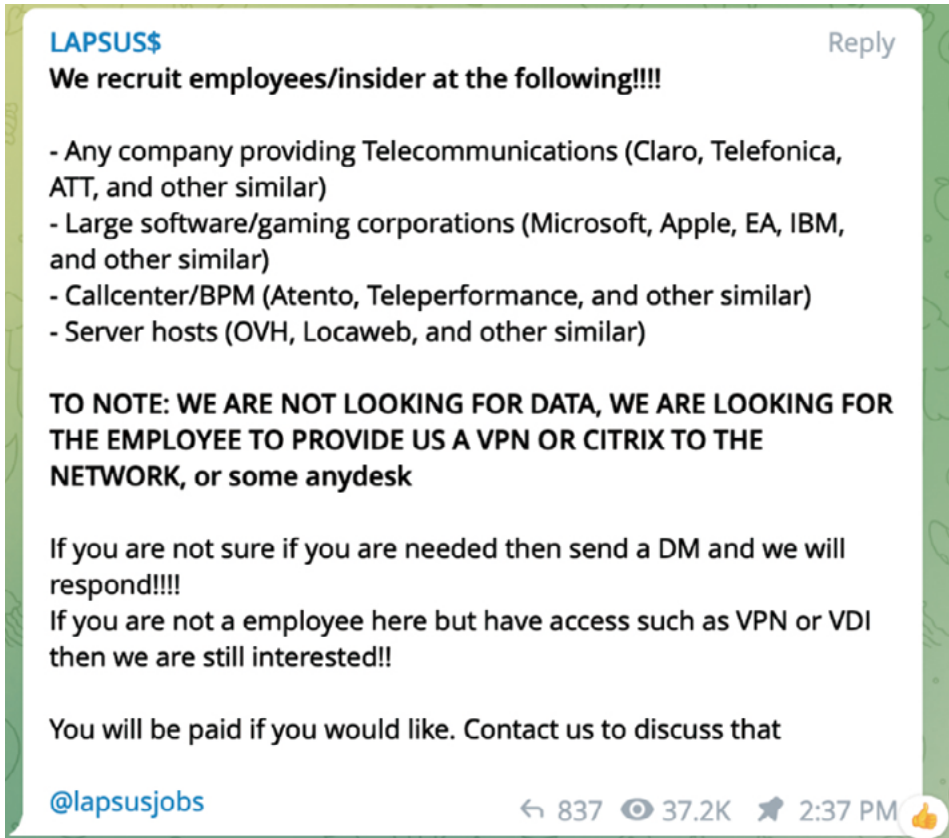 LAPSUS$ Reply
We recruit employees/insider at the following!!!!
- Any company providing Telecommunications (Claro, Telefonica,
ATT, and other similar)
- Large software/gaming corporations (Microsoft, Apple, EA, IBM,
and other similar)
- Callcenter/BPM (Atento, Teleperformance, and other similar)
- Server hosts (OVH, Locaweb, and other similar)
TO NOTE: WE ARE NOT LOOKING FOR DATA, WE ARE LOOKING FOR
THE EMPLOYEE TO PROVIDE US A VPN OR CITRIX TO THE
NETWORK, or some anydesk
If you are not sure if you are needed then send a DM and we will
respond!!!!
If you are not a employee here but have access such as VPN or VDI
then we are still interested!!
You will be paid if you would like. Contact us to discuss that
@lapsusjobs 837 37.2K 2:37 PM